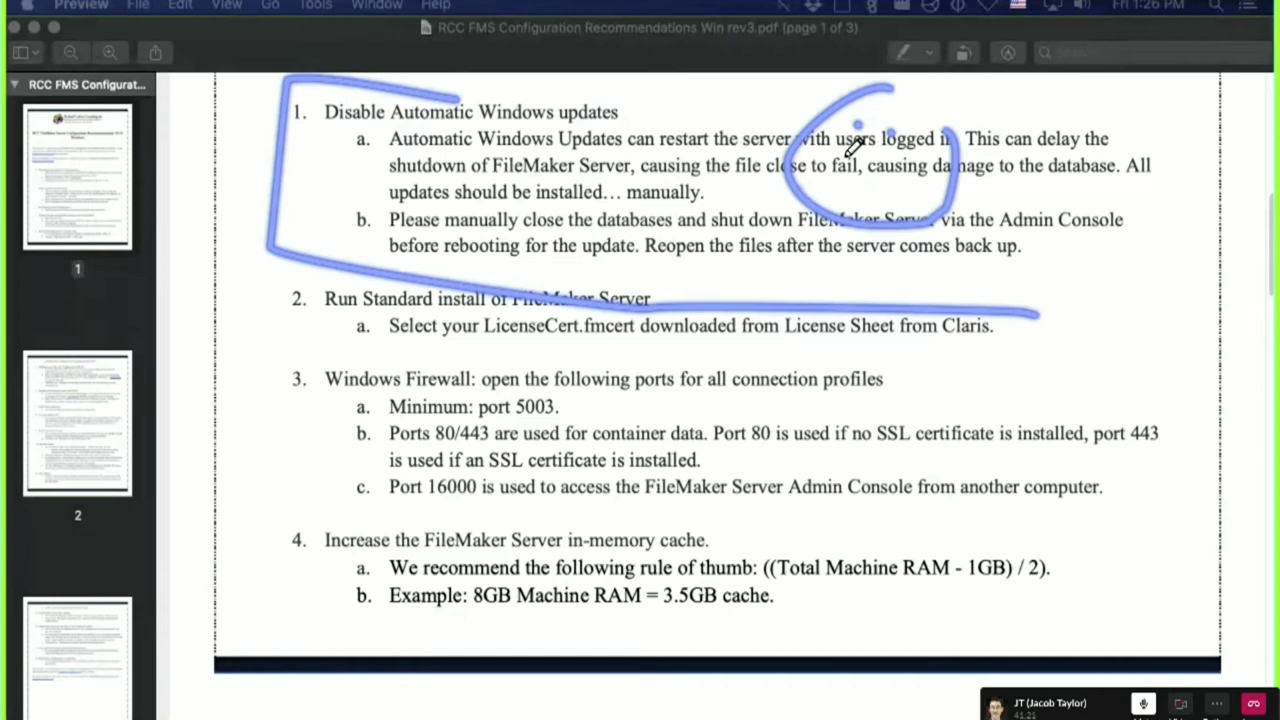 Preview File Edit View Go Tools Window Help Fri 1:26 PM
RCC FMS Configuration Recommendations Win rev3.pdf (page 1 of 3)
Search
RCC FMS Configurat...
1
2
1. Disable Automatic Windows updates
a. Automatic Windows Updates can restart the server with users logged in. This can delay the
shutdown of FileMaker Server, causing the file close to fail, causing damage to the database. All
updates should be installed… manually.
b. Please manually close the databases and shut down FileMaker Server via the Admin Console
before rebooting for the update. Reopen the files after the server comes back up.
2. Run Standard install of FileMaker Server
a. Select your LicenseCert.fmcert downloaded from License Sheet from Claris.
3. Windows Firewall: open the following ports for all connection profiles
a. Minimum: port 5003.
b. Ports 80/443 are used for container data. Port 80 is used if no SSL certificate is installed, port 443
is used if an SSL certificate is installed.
c. Port 16000 is used to access the FileMaker Server Admin Console from another computer.
4. Increase the FileMaker Server in-memory cache.
a. We recommend the following rule of thumb: ((Total Machine RAM - 1GB) / 2).
b. Example: 8GB Machine RAM = 3.5GB cache.
JT (Jacob Taylor)
41:21